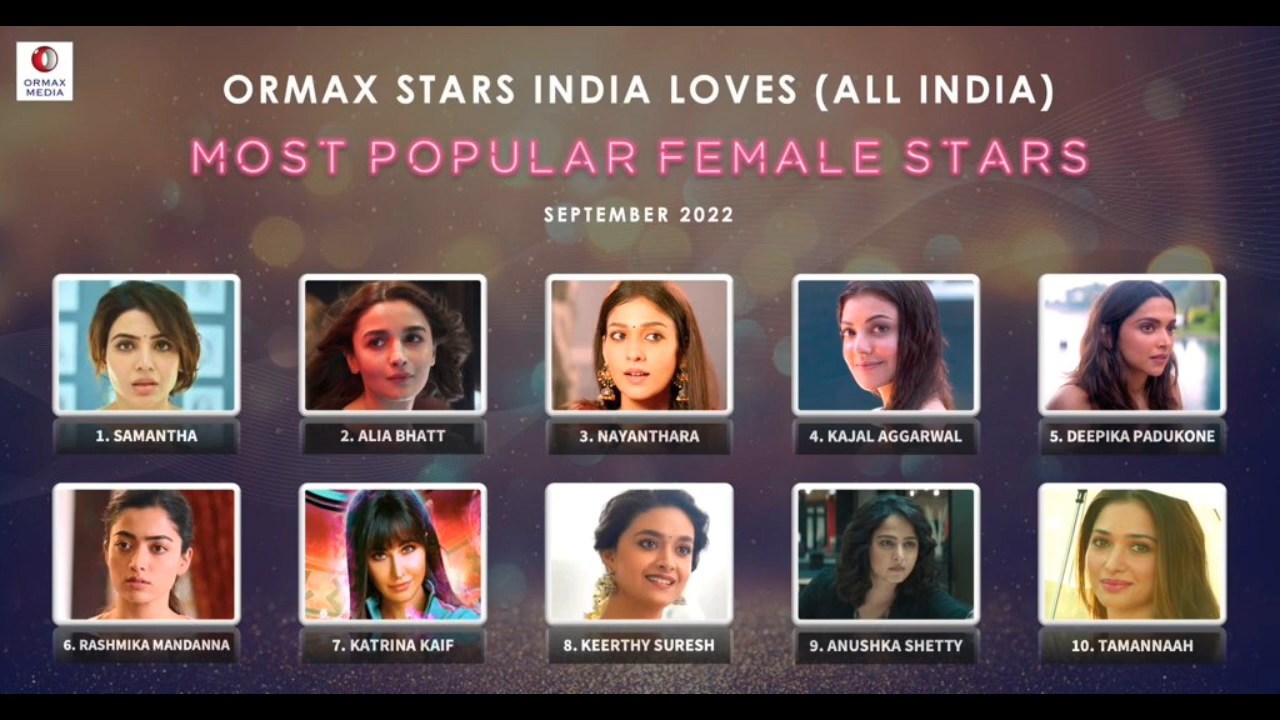 ORMAX
MEDIA
ORMAX STARS INDIA LOVES (ALL INDIA)
MOST POPULAR FEMALE STARS
SEPTEMBER 2022
1. SAMANTHA
2. ALIA BHATT
3. NAYANTHARA
4. KAJAL AGGARWAL
5. DEEPIKA PADUKONE
6. RASHMIKA MANDANNA
7. KATRINA KAIF
8. KEERTHY SURESH
9. ANUSHKA SHETTY
10. TAMANNAAH